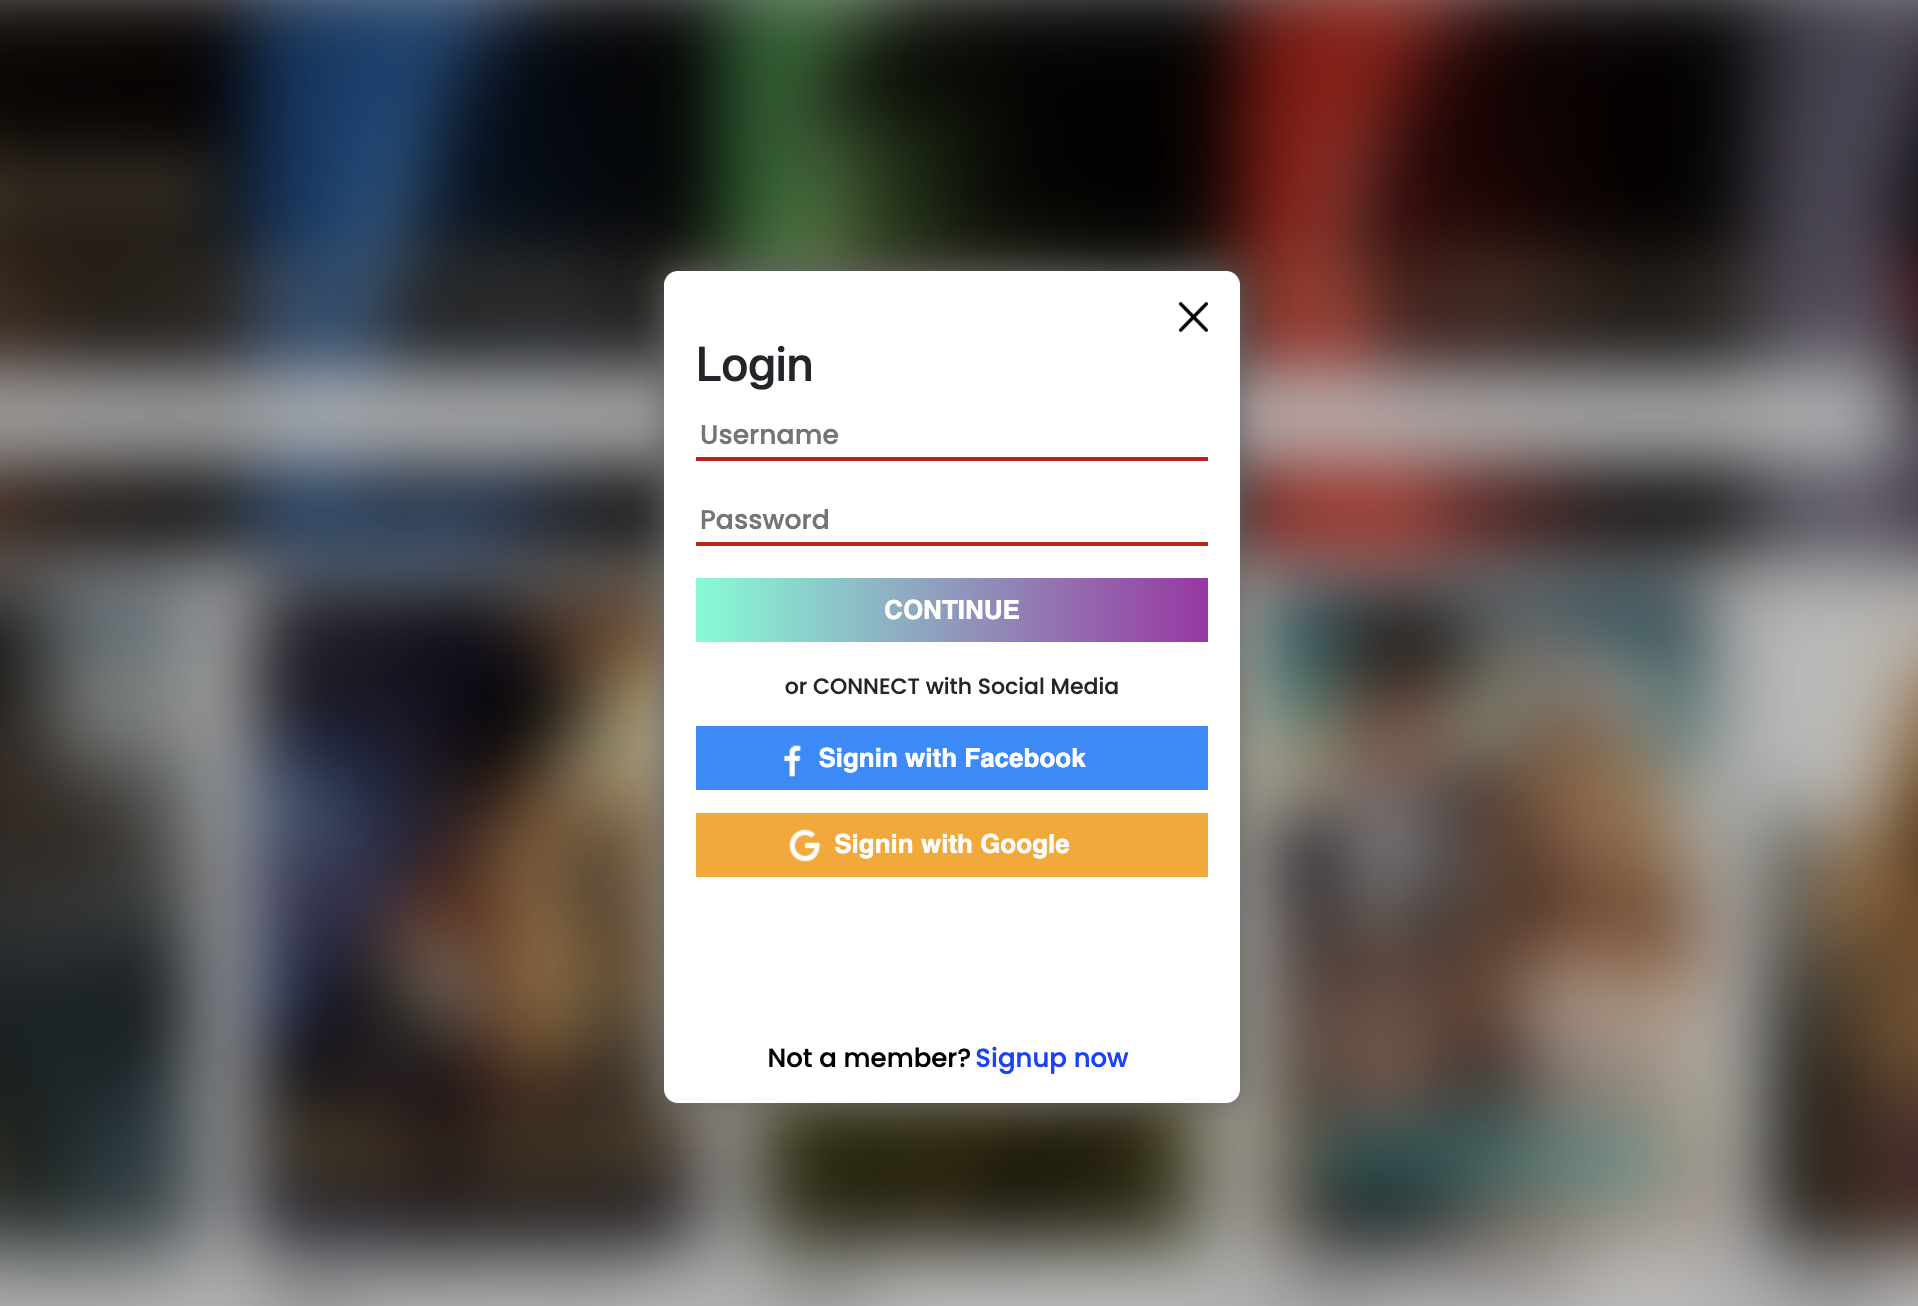 Login
Username
Password
CONTINUE
or CONNECT with Social Media
Signin with Facebook
Signin with Google
Not a member? Signup now